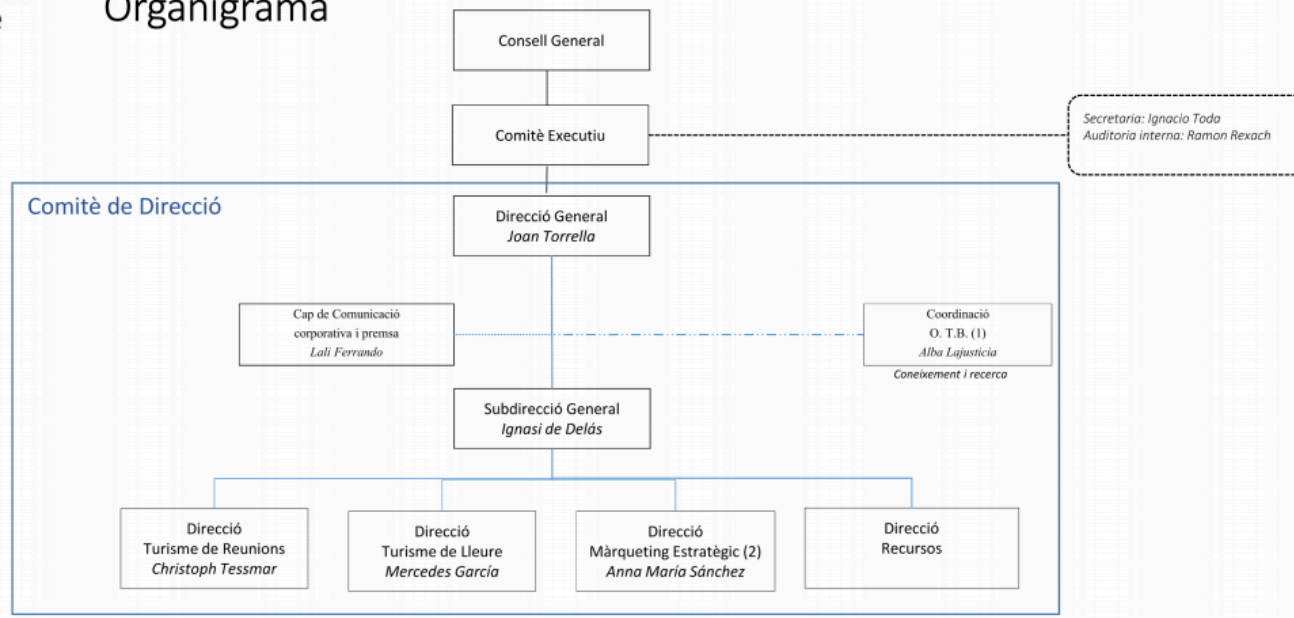 Organigrama
Consell General
Comitè Executiu
Secretaria: Ignacio Toda
Auditoria interna: Ramon Rexach
Comitè de Direcció
Direcció General
Joan Torrella
Cap de Comunicació
corporativa i premsa
Lali Ferrando
Coordinació
O. T.B. (1)
Alba Lajustícia
Coneixement i recerca
Subdirecció General
Ignasi de Delás
Direcció
Turisme de Reunions
Christoph Tessmar
Direcció
Turisme de Lleure
Mercedes García
Direcció
Màrqueting Estratègic (2)
Anna María Sánchez
Direcció
Recursos